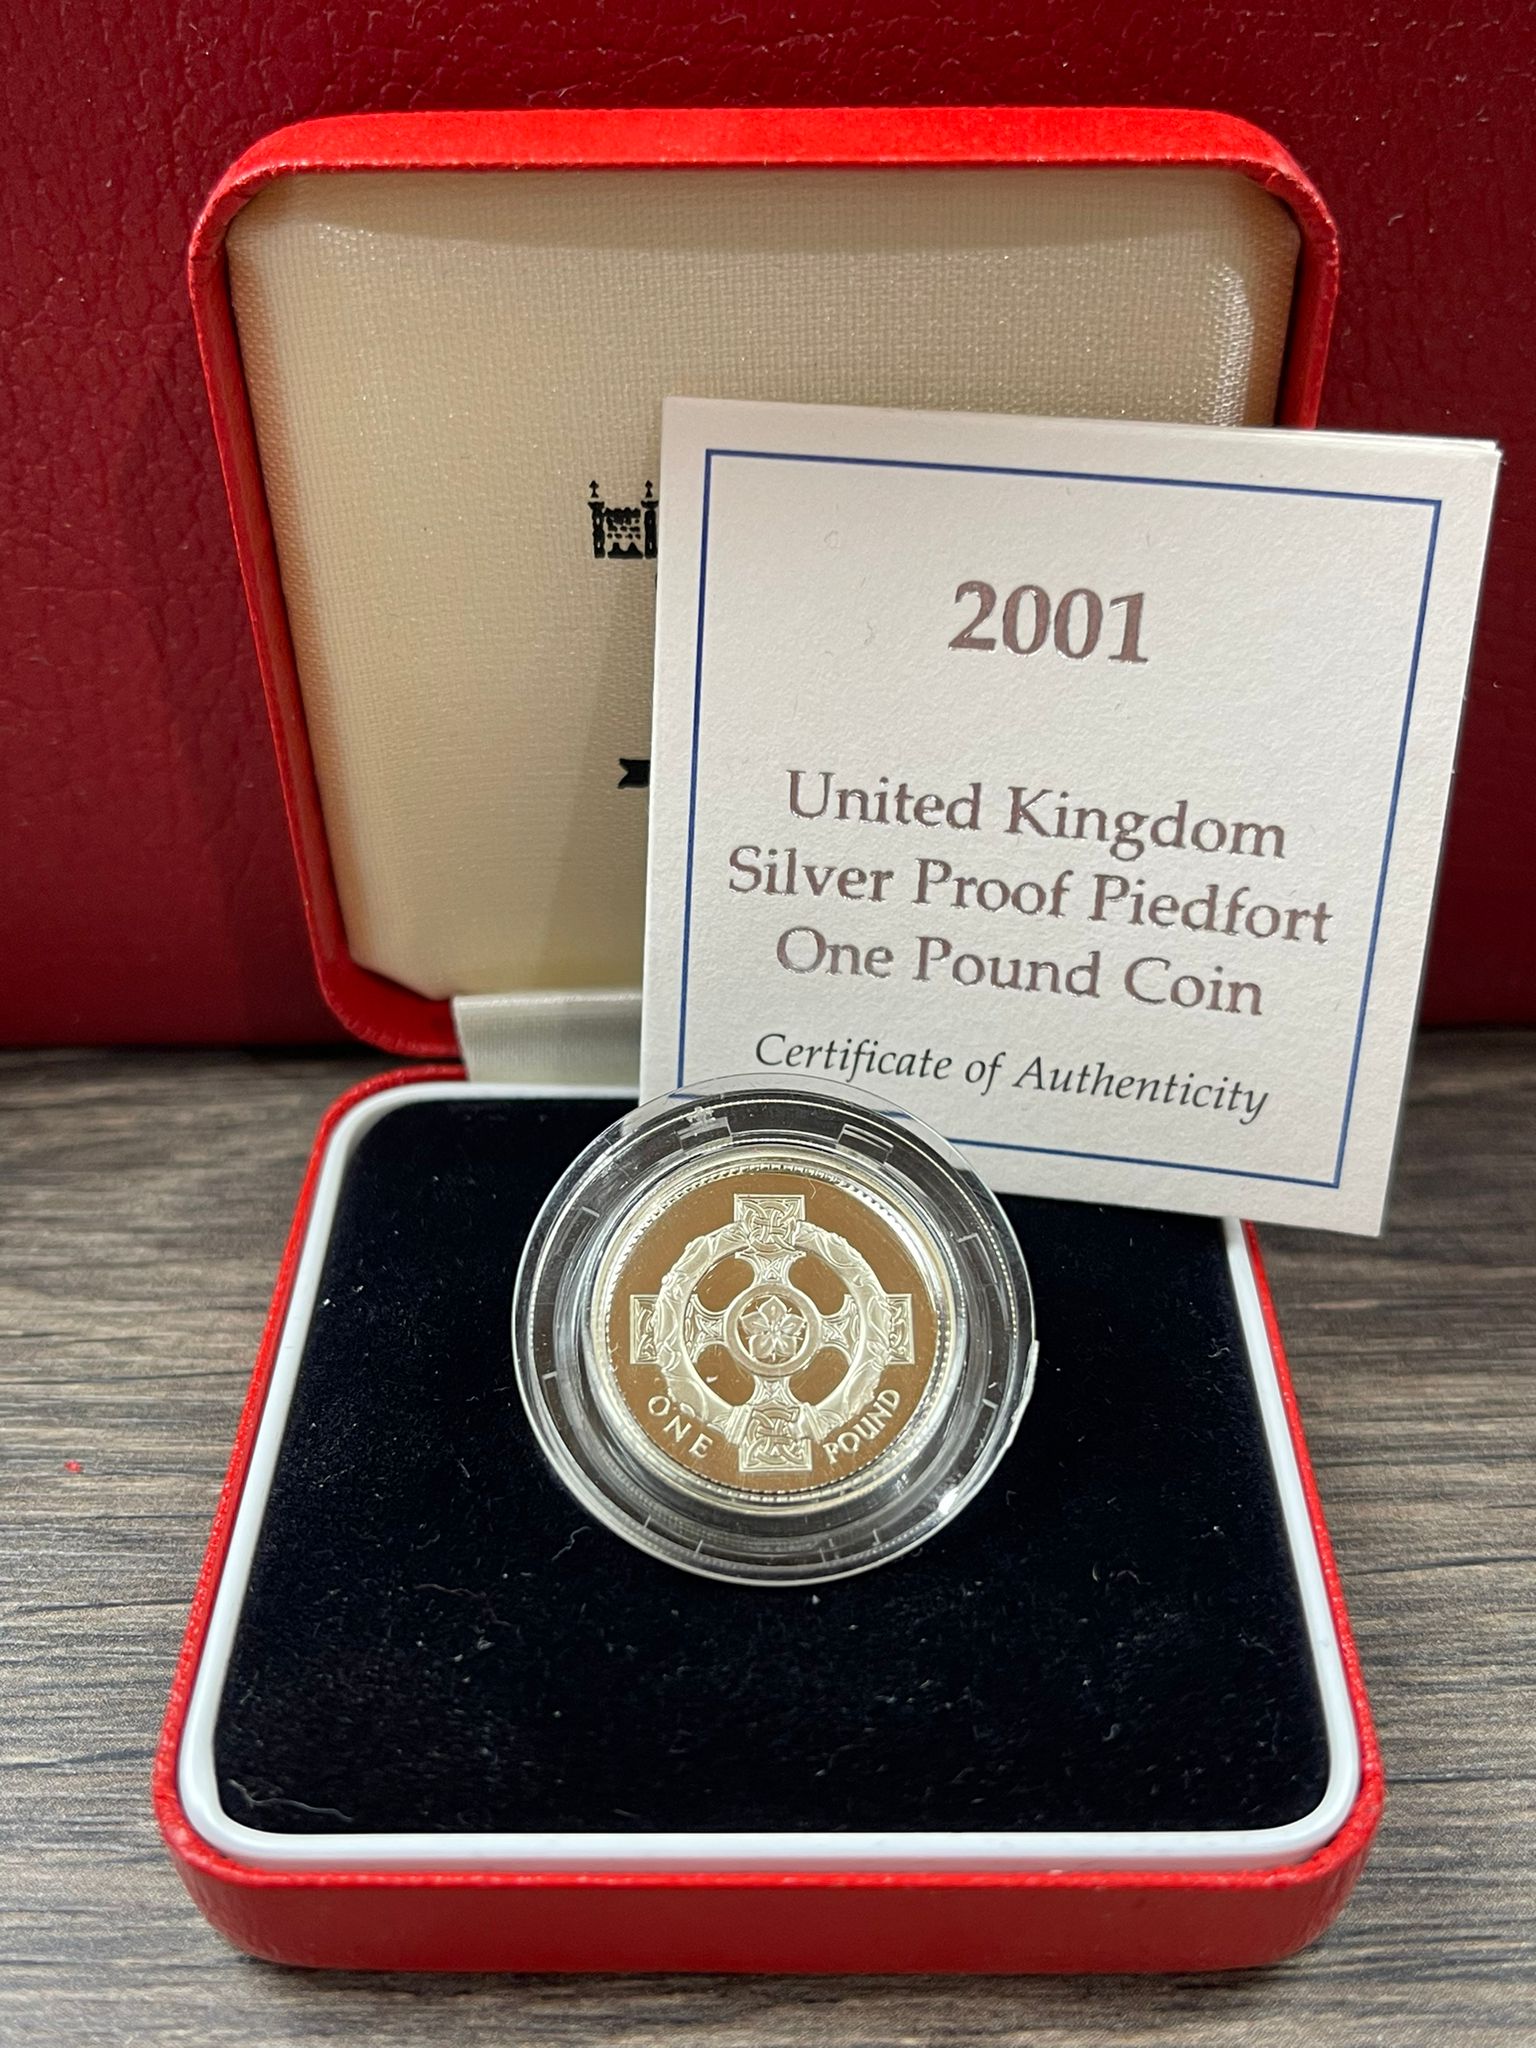 2001
United Kingdom
Silver Proof Piedfort
One Pound Coin
Certificate of Authenticity
ONE POUND